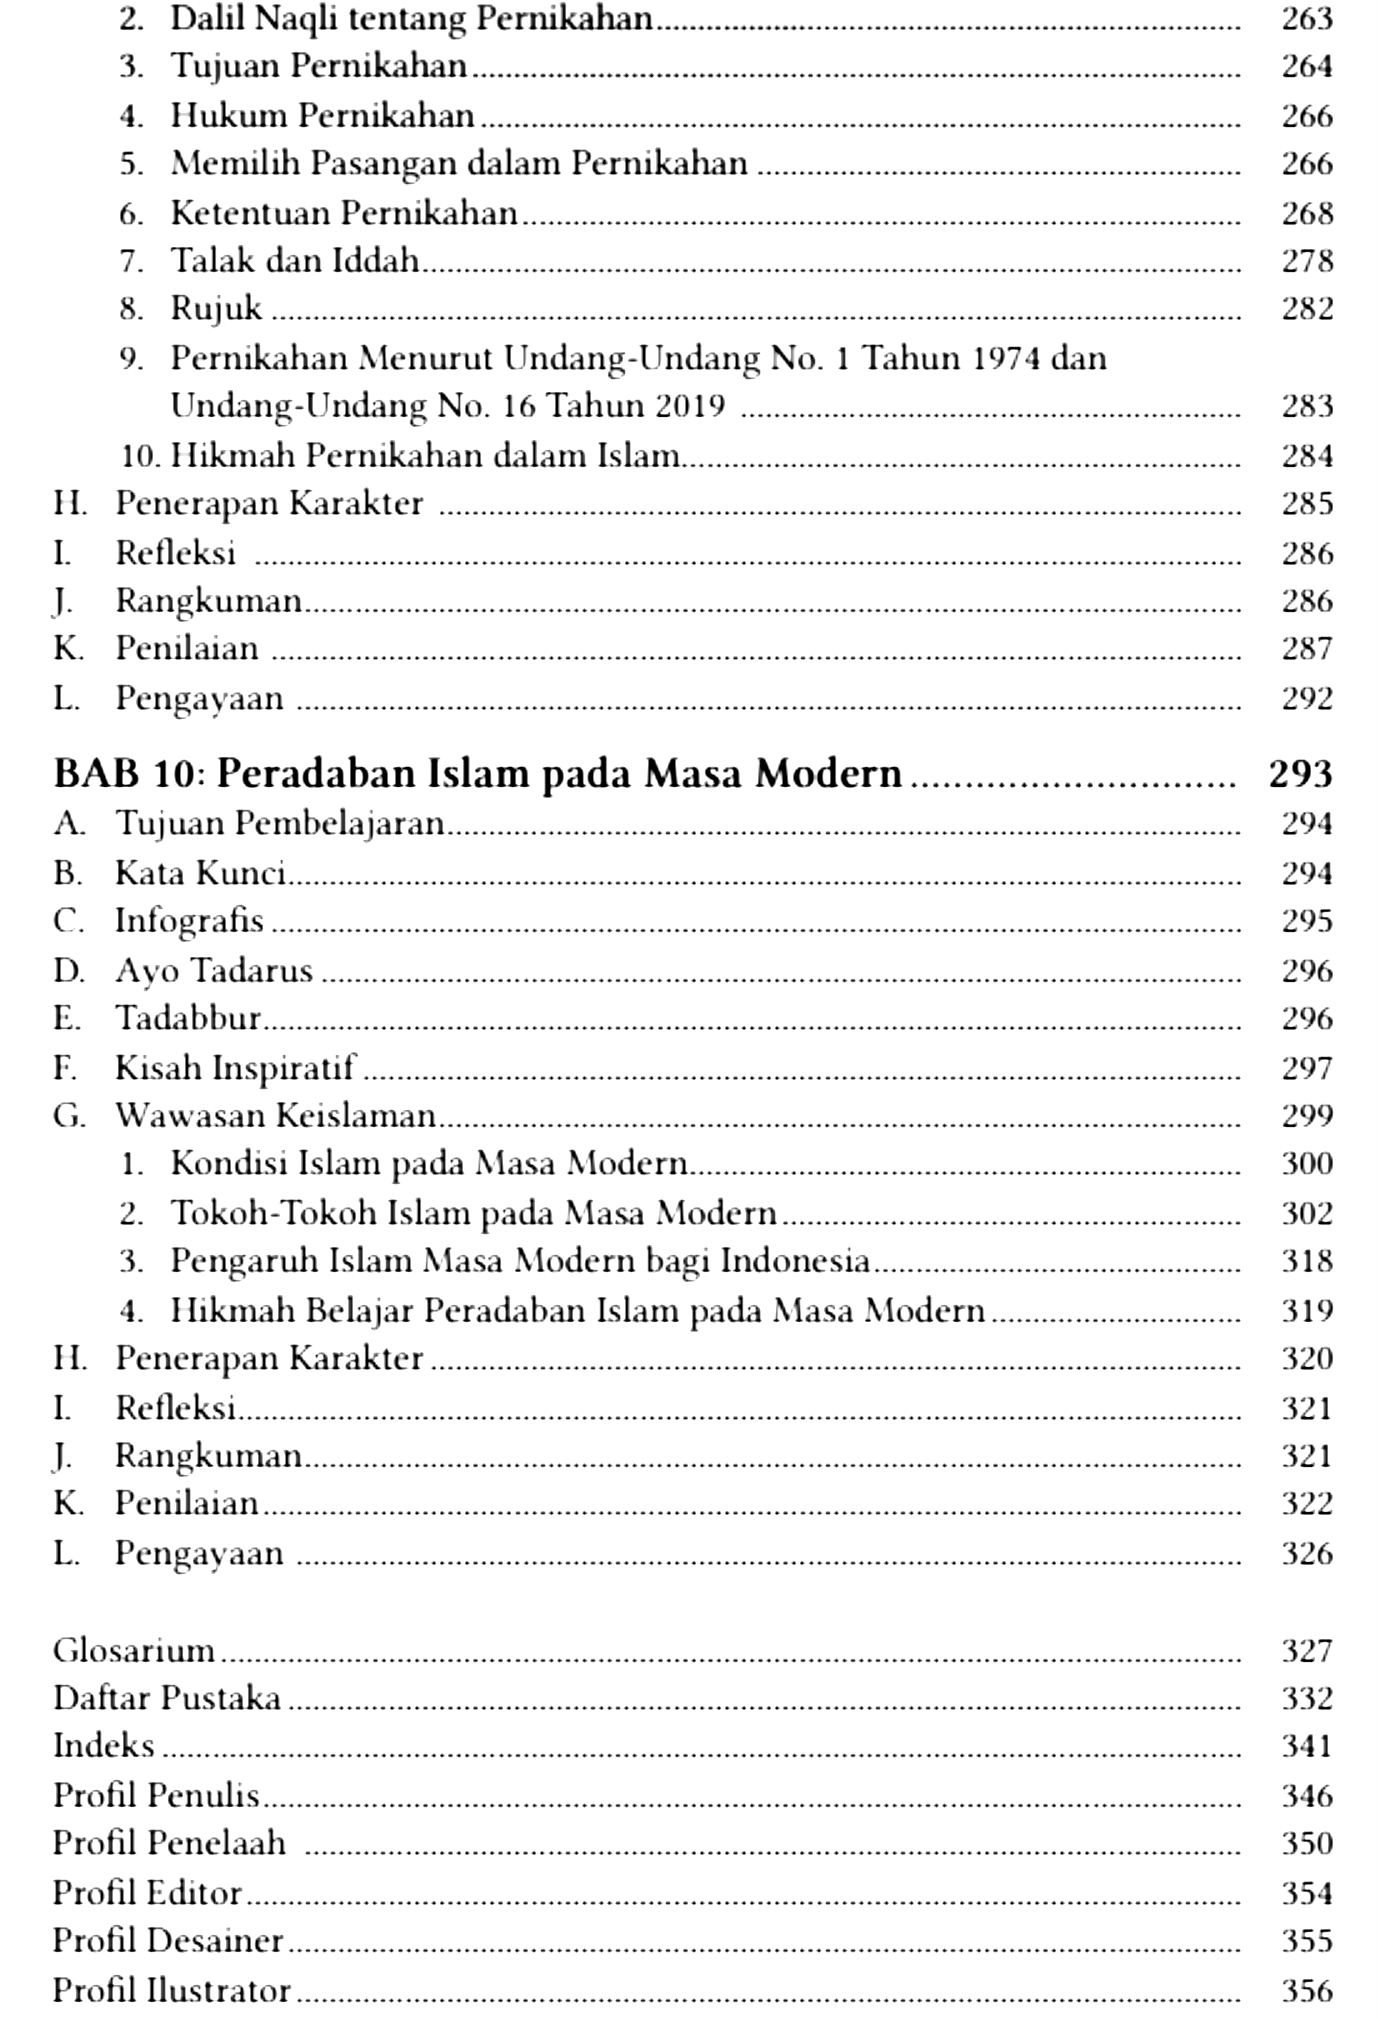 2. Dalil Naqli tentang Pernikahan........ 263
3. Tujuan Pernikahan........ 264
4. Hukum Pernikahan........ 266
5. Memilih Pasangan dalam Pernikahan ........ 266
6. Ketentuan Pernikahan........ 268
7. Talak dan Iddah........ 278
8. Rujuk ........ 282
9. Pernikahan Menurut Undang-Undang No. 1 Tahun 1974 dan
Undang-Undang No. 16 Tahun 2019 ........ 283
10. Hikmah Pernikahan dalam Islam........ 284
H. Penerapan Karakter ........ 285
I. Refleksi ........ 286
J. Rangkuman........ 286
K. Penilaian ........ 287
L. Pengayaan ........ 292
BAB 10: Peradaban Islam pada Masa Modern........ 293
A. Tujuan Pembelajaran........ 294
B. Kata Kunci........ 294
C. Infografis ........ 295
D. Ayo Tadarus ........ 296
E. Tadabbur........ 296
F. Kisah Inspiratif ........ 297
G. Wawasan Keislaman........ 299
1. Kondisi Islam pada Masa Modern........ 300
2. Tokoh-Tokoh Islam pada Masa Modern........ 302
3. Pengaruh Islam Masa Modern bagi Indonesia........ 318
4. Hikmah Belajar Peradaban Islam pada Masa Modern........ 319
H. Penerapan Karakter ........ 320
I. Refleksi........ 321
J. Rangkuman........ 321
K. Penilaian........ 322
L. Pengayaan ........ 326
Glosarium........ 327
Daftar Pustaka ........ 332
Indeks ........ 341
Profil Penulis........ 346
Profil Penelaah ........ 350
Profil Editor........ 354
Profil Desainer........ 355
Profil Ilustrator........ 356